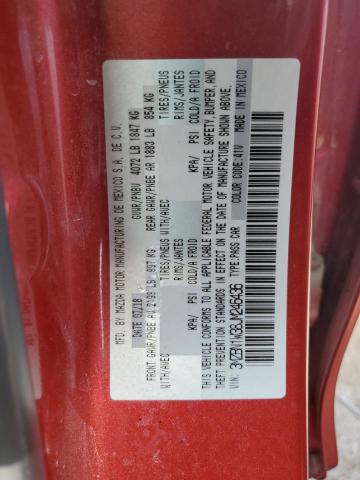 MFD BY MAZDA MOTOR MANUFACTURING DE MEXICO S.A. DE C.V.
DATE 07/18 GVWR/PNBV 4072 LB 1847 KG
FRONT GAWR/PNBE AV 2199 LB 997 KG REAR GAWR/PNBE AR 1883 LB 854 KG
WITH/AVEC TIRES/PNEUS
RIMS/JANTES
KPA/ PSI COLD/A FROID
WITH/AVEC TIRES/PNEUS
RIMS/JANTES
KPA/ PSI COLD/A FROID
THIS VEHICLE CONFORMS TO ALL APPLICABLE FEDERAL MOTOR VEHICLE SAFETY, BUMPER, AND
THEFT PREVENTION STANDARDS IN EFFECT ON THE DATE OF MANUFACTURE SHOWN ABOVE.
VIN: TYPE:PASS CAR COLOR CODE:41V MADE IN MEXICO